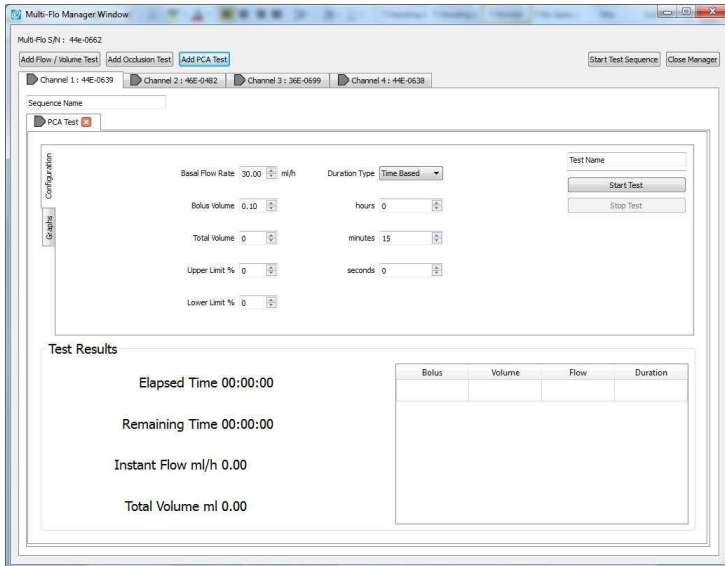 Multi-Flo Manager Window
Multi-Flo S/N : 44e-0662
Add Flow / Volume Test Add Occlusion Test Add PCA Test Start Test Sequence Close Manager
Channel 1 : 44E-0639 Channel 2 : 46E-0482 Channel 3 : 36E-0699 Channel 4 : 44E-0638
Sequence Name
PCA Test
Configuration
Graphs
Basal Flow Rate 30.00 ml/h Duration Type Time Based
Bolus Volume 0.10 hours 0
Total Volume 0 minutes 15
Upper Limit % 0 seconds 0
Lower Limit % 0
Test Name
Start Test
Stop Test
Test Results
Elapsed Time 00:00:00
Remaining Time 00:00:00
Instant Flow ml/h 0.00
Total Volume ml 0.00
Bolus Volume Flow Duration